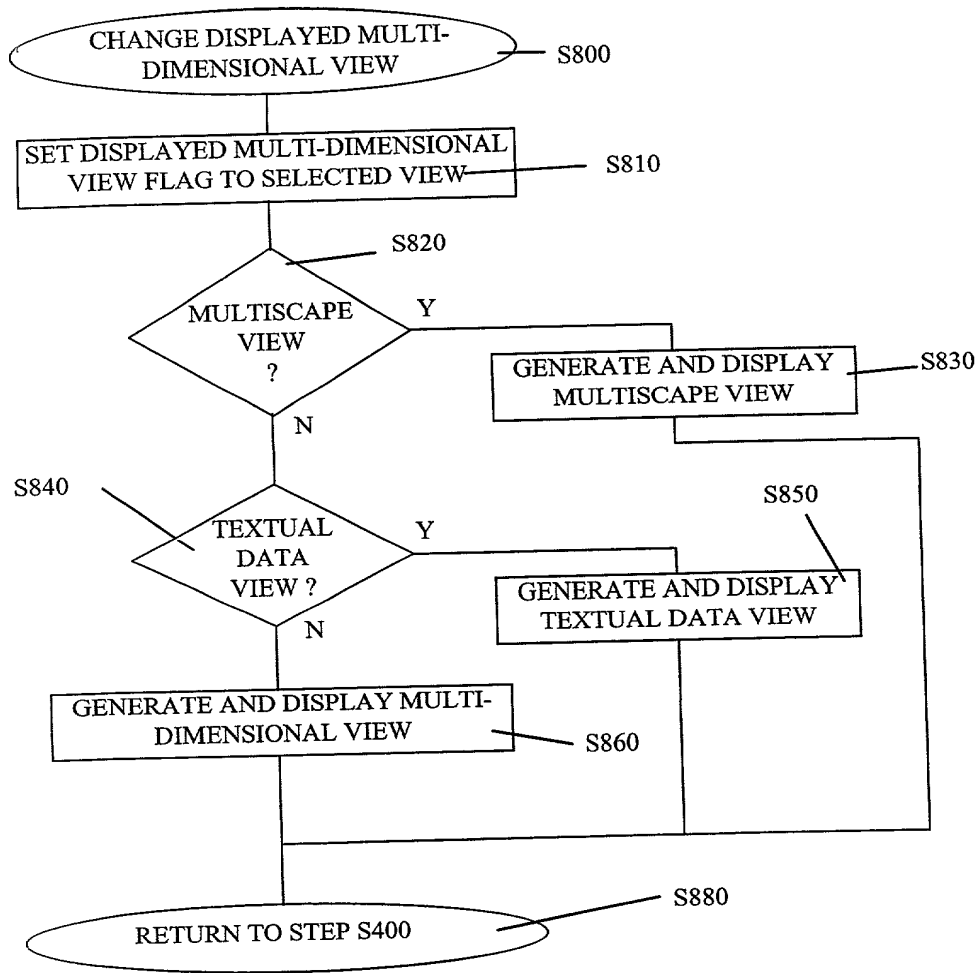 CHANGE DISPLAYED MULTI-
DIMENSIONAL VIEW
S800
SET DISPLAYED MULTI-DIMENSIONAL
VIEW FLAG TO SELECTED VIEW
S810
S820
MULTISCAPE
VIEW
?
Y
N
GENERATE AND DISPLAY
MULTISCAPE VIEW
S830
S840
TEXTUAL
DATA
VIEW ?
Y
N
S850
GENERATE AND DISPLAY
TEXTUAL DATA VIEW
GENERATE AND DISPLAY MULTI-
DIMENSIONAL VIEW
S860
RETURN TO STEP S400
S880